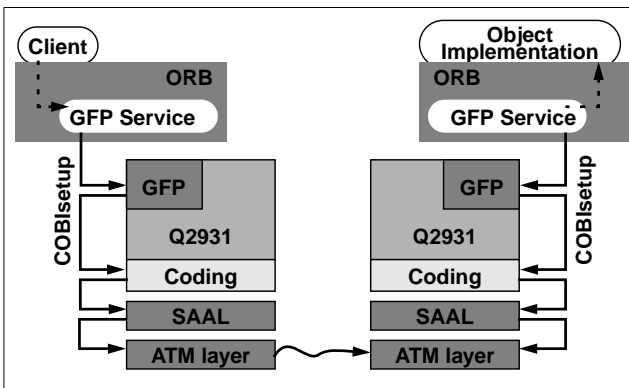 Client
ORB
GFP Service
COBIsetup
GFP
Q2931
Coding
SAAL
ATM layer
Object
Implementation
ORB
GFP Service
COBIsetup
GFP
Q2931
Coding
SAAL
ATM layer